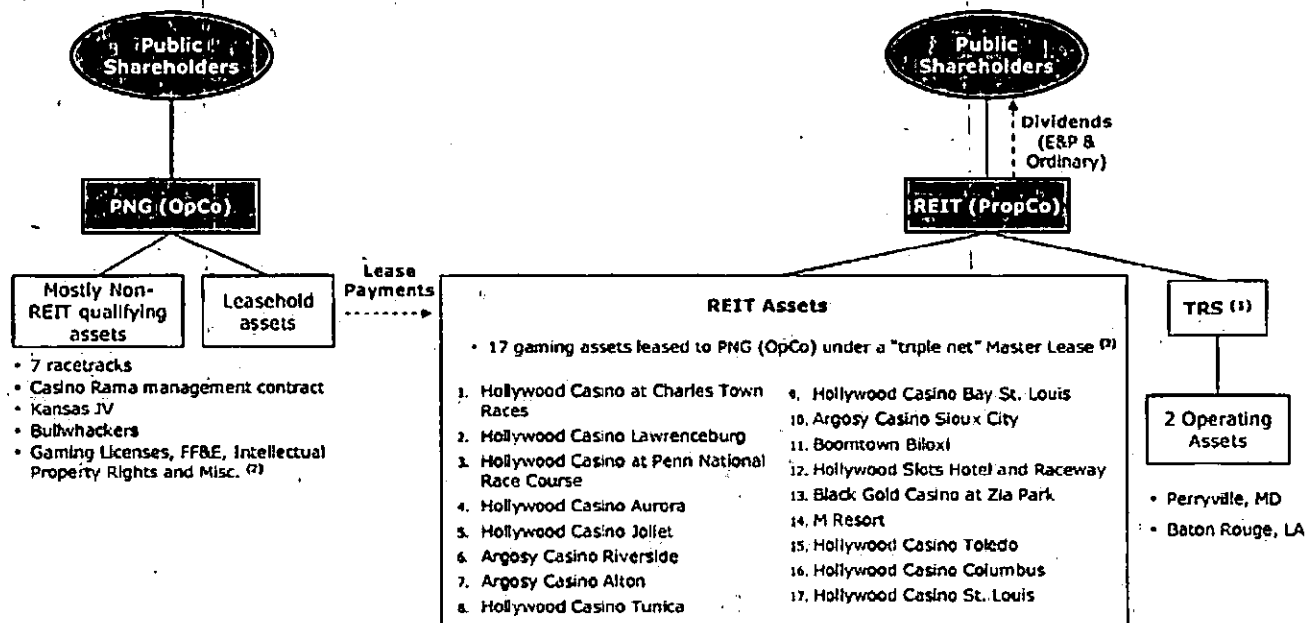 Public
Shareholders
PNG (OpCo)
Mostly Non-
REIT qualifying
assets
Leasehold
assets
• 7 racetracks
• Casino Rama management contract
• Kansas JV
• Bullwhackers
• Gaming Licenses, FF&E, Intellectual
Property Rights and Misc. (2)
Lease
Payments
Public
Shareholders
Dividends
(E&P &
Ordinary)
REIT (PropCo)
REIT Assets
• 17 gaming assets leased to PNG (OpCo) under a "triple net" Master Lease
1. Hollywood Casino at Charles Town
Races
2. Hollywood Casino Lawrenceburg
3. Hollywood Casino at Penn National
Race Course
4. Hollywood Casino Aurora
5. Hollywood Casino Joliet
6. Argosy Casino Riverside
7. Argosy Casino Alton
8. Hollywood Casino Tunica
9. Hollywood Casino Bay St. Louis
10. Argosy Casino Sioux City
11. Boomtown Biloxi
12. Hollywood Slots Hotel and Raceway
13. Black Gold Casino at Zia Park
14. M Resort
15. Hollywood Casino Toledo
16. Hollywood Casino Columbus
17. Hollywood Casino St. Louis
TRS (1)
2 Operating
Assets
• Perryville, MD
• Baton Rouge, LA